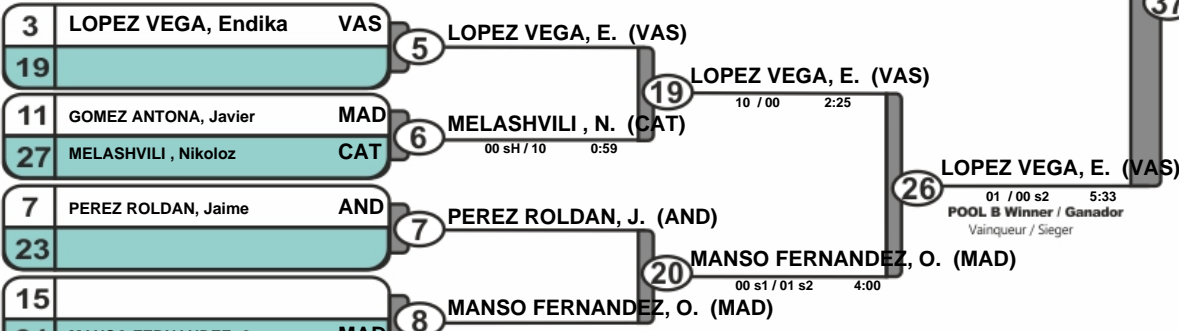 37
3 LOPEZ VEGA, Endika VAS
19
5 LOPEZ VEGA, E. (VAS)
11 GOMEZ ANTONA, Javier MAD
27 MELASHVILI , Nikoloz CAT
6 MELASHVILI , N. (CAT)
00 sH / 10 0:59
19 LOPEZ VEGA, E. (VAS)
10 / 00 2:25
7 PEREZ ROLDAN, Jaime AND
23
7 PEREZ ROLDAN, J. (AND)
15
8 MANSO FERNANDEZ, O. (MAD)
20 MANSO FERNANDEZ, O. (MAD)
00 s1 / 01 s2 4:00
26 LOPEZ VEGA, E. (VAS)
01 / 00 s2 5:33
POOL B Winner / Ganador
Vainqueur / Sieger